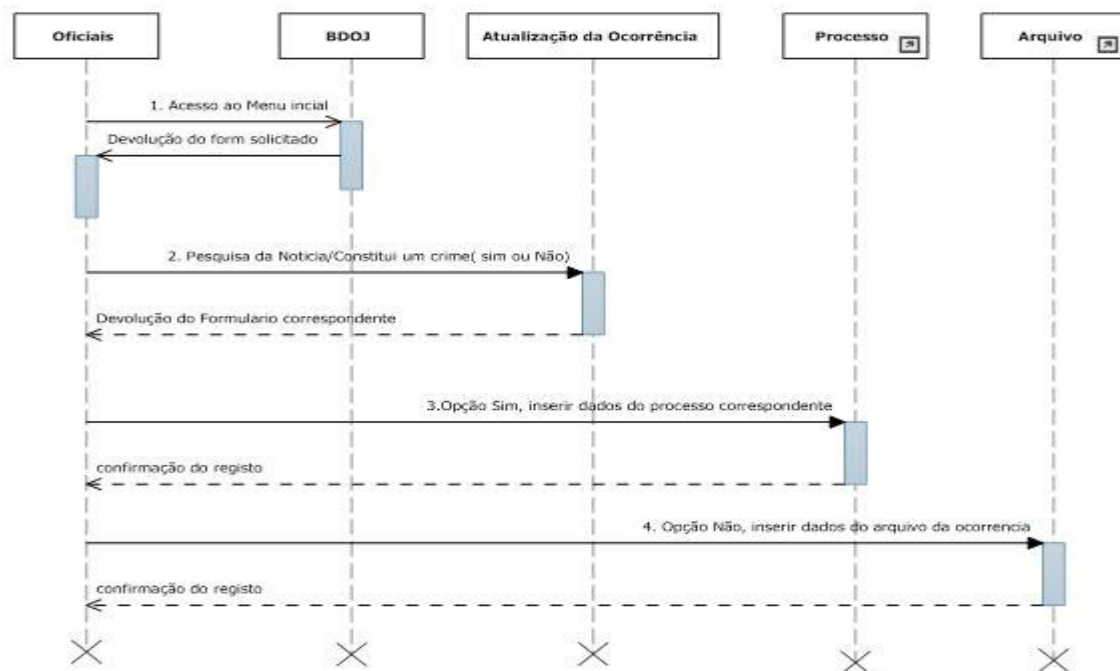 Oficiais
BDOJ
Atualização da Ocorrência
Processo
Arquivo
1. Acesso ao Menu incial
Devolução do form solicitado
2. Pesquisa da Noticia/Constitui um crime( sim ou Não)
Devolução do Formulario correspondente
3.Opção Sim, inserir dados do processo correspondente
confirmação do registo
4. Opção Não, inserir dados do arquivo da ocorrencia
confirmação do registo